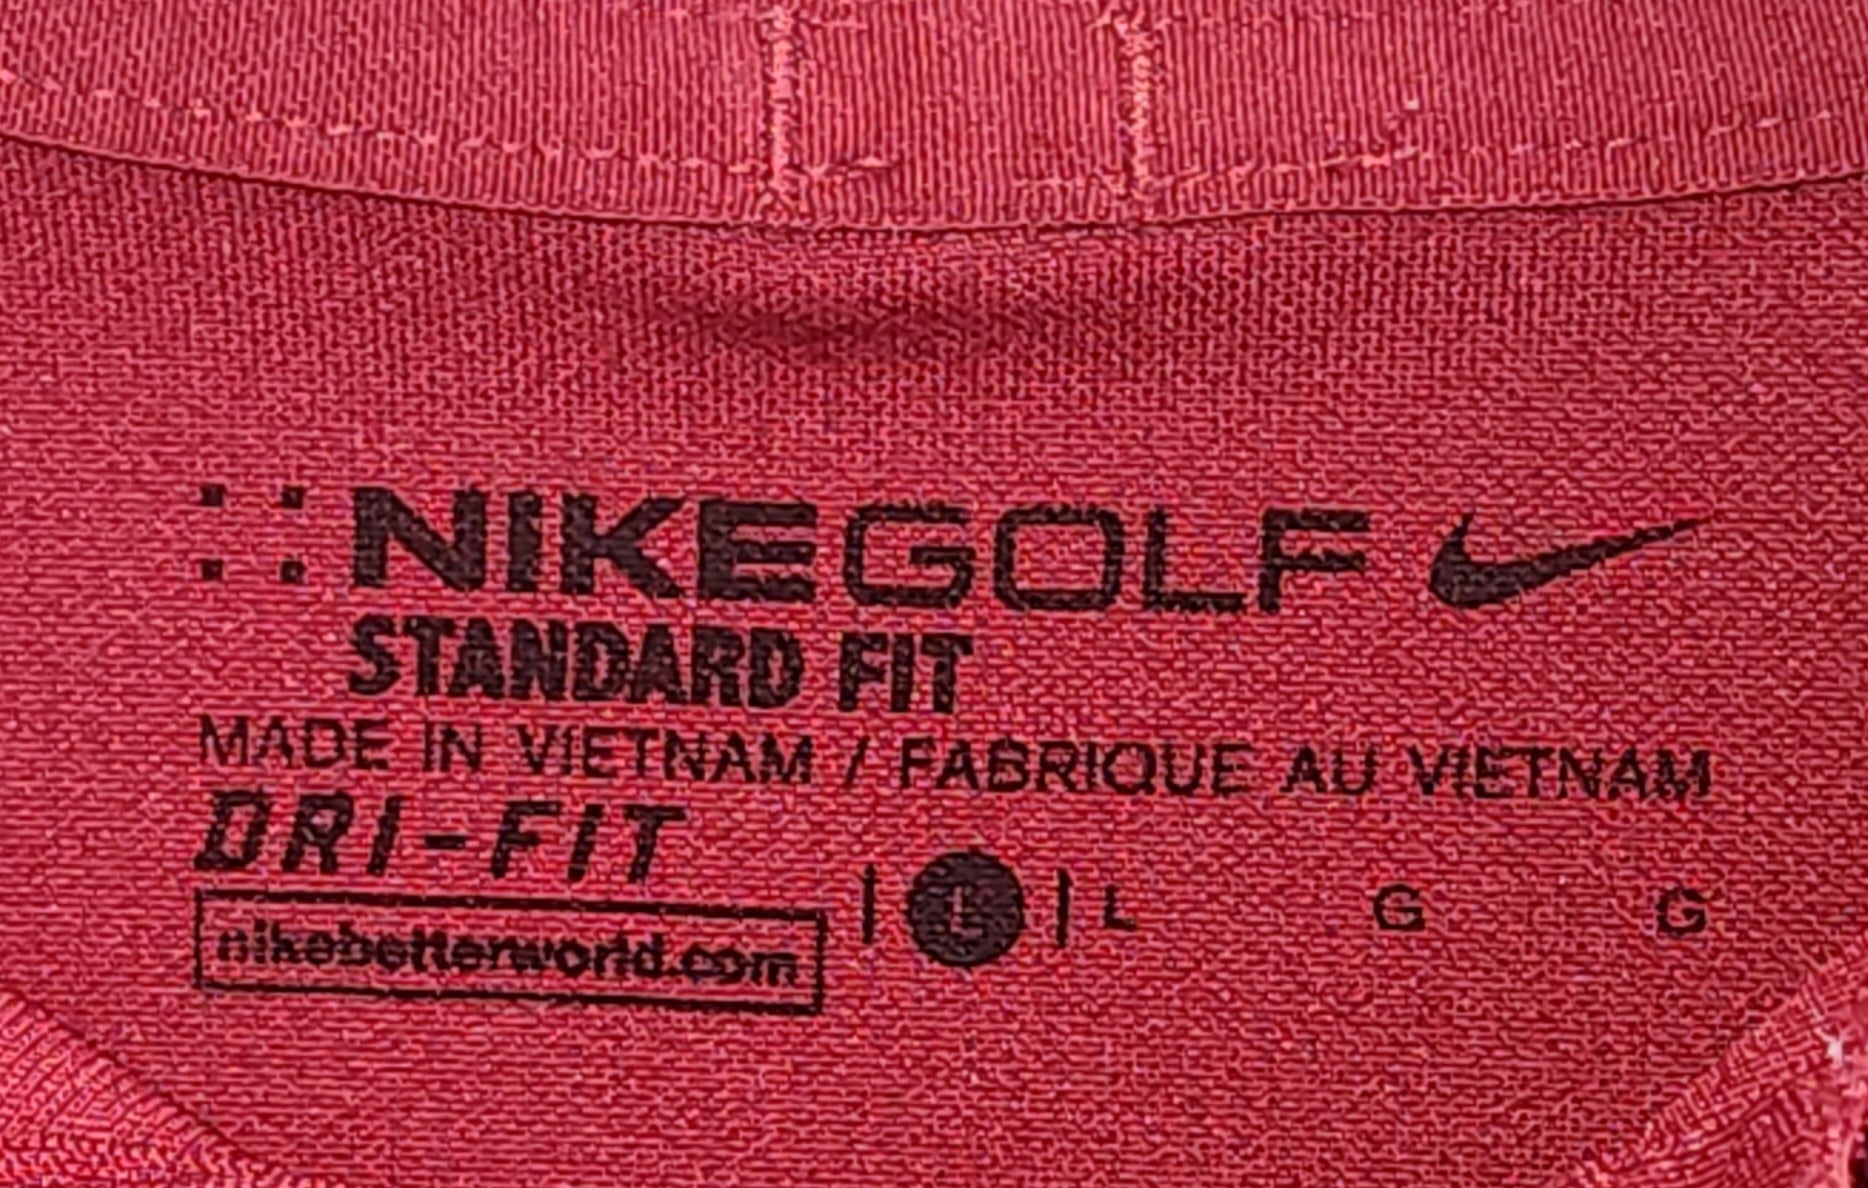 NIKEGOLF
STANDARD FIT
MADE IN VIETNAM / FABRIQUE AU VIETNAM
DRI-FIT
L L G G
nikebetterworld.com